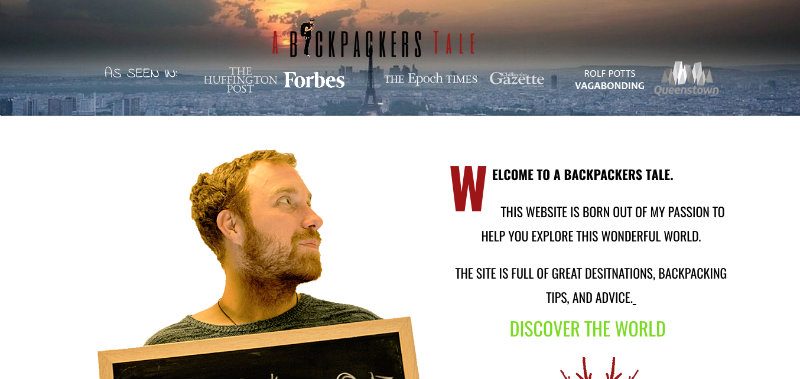 A BACKPACKERS TALE
AS SEEN IN:
THE
HUFFINGTON
POST
Forbes
THE EPOCH TIMES
Gazette
ROLF POTTS
VAGABONDING
Queenstown
WELCOME TO A BACKPACKERS TALE.
THIS WEBSITE IS BORN OUT OF MY PASSION TO
HELP YOU EXPLORE THIS WONDERFUL WORLD.
THE SITE IS FULL OF GREAT DESITNATIONS, BACKPACKING
TIPS, AND ADVICE.
DISCOVER THE WORLD